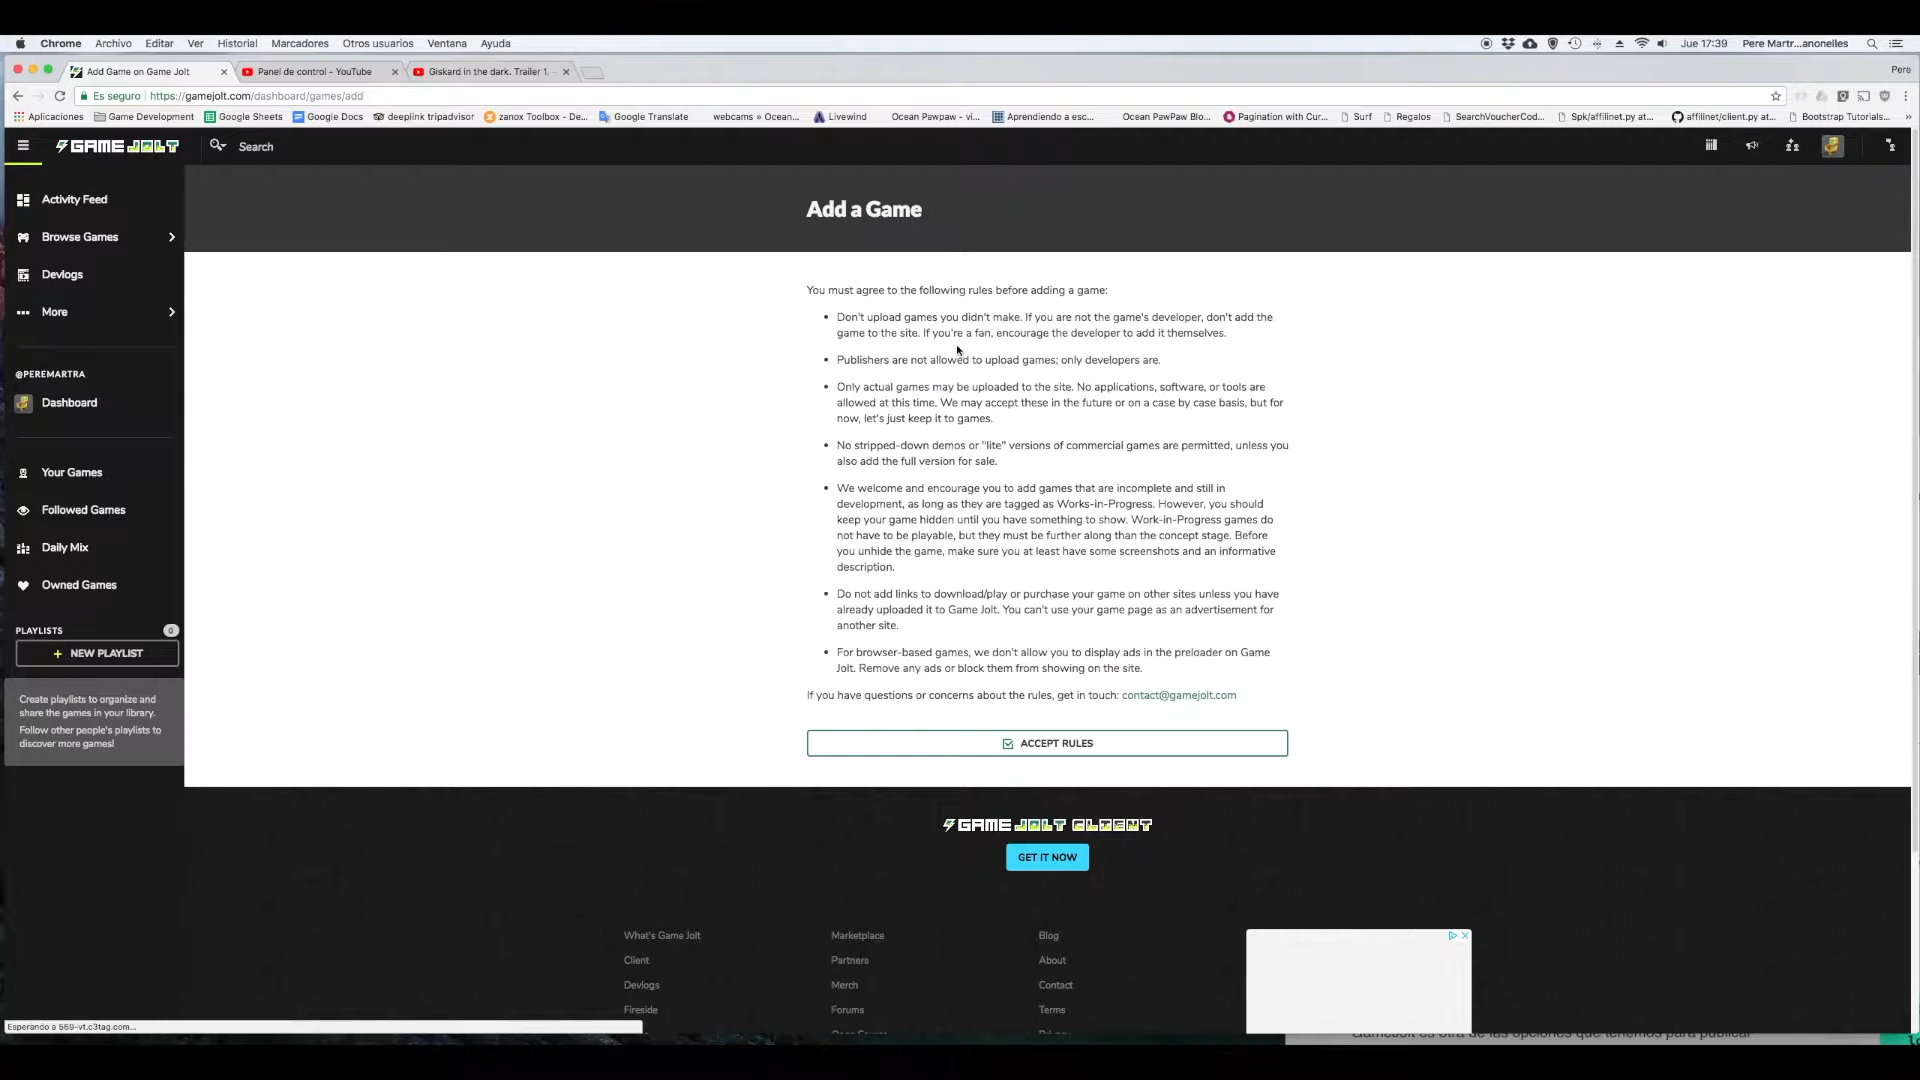 Chrome Archivo Editar Ver Historial Marcadores Otros usuarios Ventana Ayuda Jue 17:39 Pere Martr...anonelles
Add Game on Game Jolt Panel de control - YouTube Giskard in the dark. Trailer 1. - Pere
Es seguro https://gamejolt.com/dashboard/games/add
Aplicaciones Game Development Google Sheets Google Docs deeplink tripadvisor zanox Toolbox - De... Google Translate webcams » Ocean... Livewind Ocean Pawpaw - vi... Aprendiendo a esc... Ocean PawPaw Blo... Pagination with Cur... Surf Regalos SearchVoucherCod... Spk/affilinet.py at... affilinet/client.py at... Bootstrap Tutorials... »
GAME JOLT Search
Activity Feed
Browse Games
Devlogs
More
@PEREMARTRA
Dashboard
Your Games
Followed Games
Daily Mix
Owned Games
PLAYLISTS 0
+ NEW PLAYLIST
Create playlists to organize and
share the games in your library.
Follow other people's playlists to
discover more games!
Add a Game
You must agree to the following rules before adding a game:
• Don't upload games you didn't make. If you are not the game's developer, don't add the
game to the site. If you're a fan, encourage the developer to add it themselves.
• Publishers are not allowed to upload games; only developers are.
• Only actual games may be uploaded to the site. No applications, software, or tools are
allowed at this time. We may accept these in the future or on a case by case basis, but for
now, let's just keep it to games.
• No stripped-down demos or "lite" versions of commercial games are permitted, unless you
also add the full version for sale.
• We welcome and encourage you to add games that are incomplete and still in
development, as long as they are tagged as Works-in-Progress. However, you should
keep your game hidden until you have something to show. Work-in-Progress games do
not have to be playable, but they must be further along than the concept stage. Before
you unhide the game, make sure you at least have some screenshots and an informative
description.
• Do not add links to download/play or purchase your game on other sites unless you have
already uploaded it to Game Jolt. You can't use your game page as an advertisement for
another site.
• For browser-based games, we don't allow you to display ads in the preloader on Game
Jolt. Remove any ads or block them from showing on the site.
If you have questions or concerns about the rules, get in touch: contact@gamejolt.com
ACCEPT RULES
GAME JOLT CLIENT
GET IT NOW
What's Game Jolt Marketplace Blog
Client Partners About
Devlogs Merch Contact
Fireside Forums Terms
Open Source Privacy
Esperando a 569-vt.c3tag.com...
GameJolt es otra de las opciones que tenemos para publicar